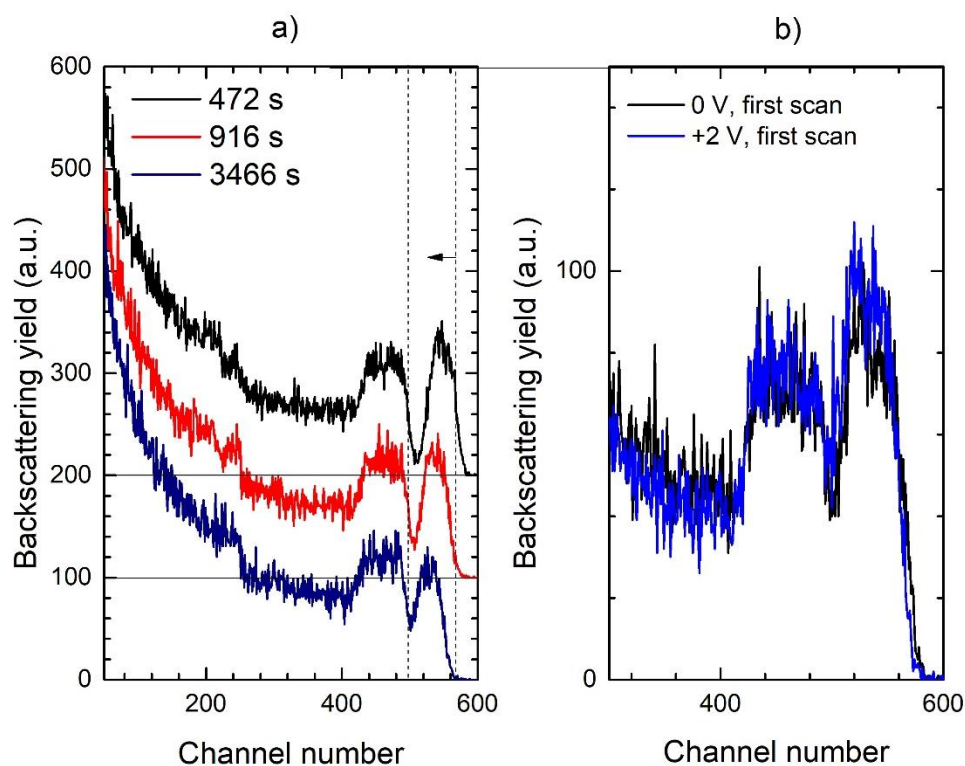 a)
b)
600
500
400
300
200
100
0
200
400
600
Backscattering yield (a.u.)
Channel number
472 s
916 s
3466 s
100
0
400
600
Backscattering yield (a.u.)
Channel number
0 V, first scan
+2 V, first scan